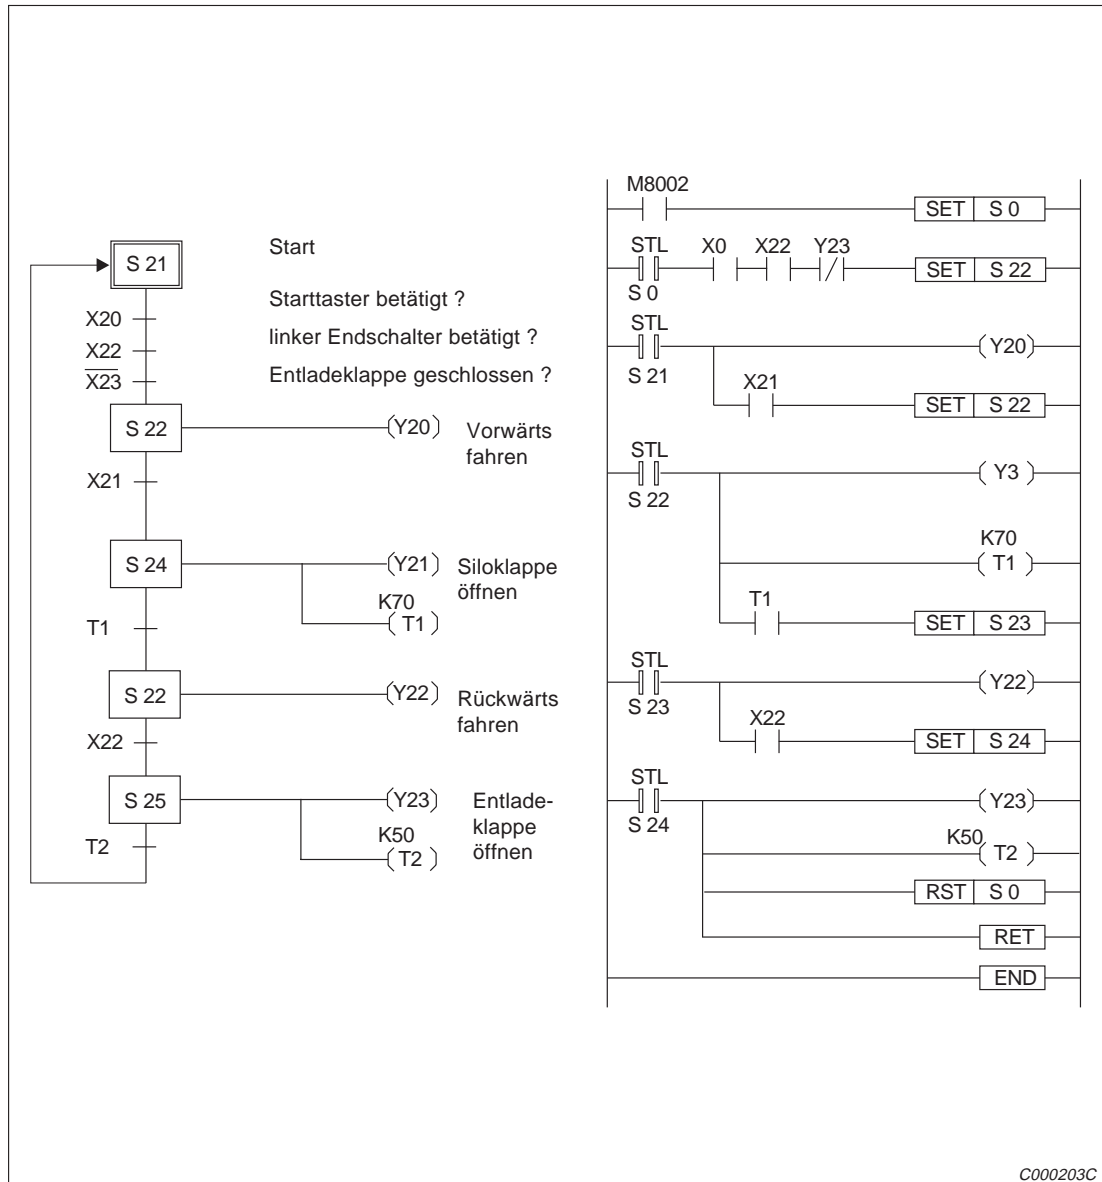 S 21
Start
X20
Starttaster betätigt ?
X22
linker Endschalter betätigt ?
X23
Entladeklappe geschlossen ?
S 22
Y20
Vorwärts
fahren
X21
S 24
Y21
Siloklappe
öffnen
K70
T1
T1
S 22
Y22
Rückwärts
fahren
X22
S 25
Y23
Entlade-
klappe
öffnen
K50
T2
T2
M8002
SET S 0
STL X0 X22 Y23
SET S 22
S 0
STL
Y20
S 21
X21
SET S 22
STL
Y3
S 22
K70
T1
T1
SET S 23
STL
Y22
S 23
X22
SET S 24
STL
Y23
S 24
K50
T2
RST S 0
RET
END
C000203C